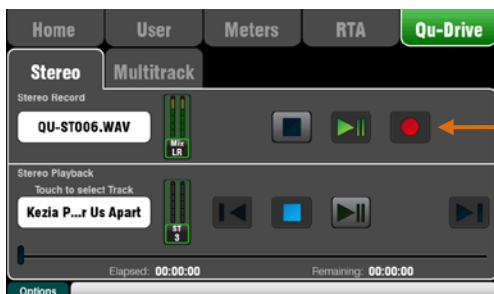 Home User Meters RTA Qu-Drive
Stereo Multitrack
Stereo Record
QU-ST006.WAV
Mix
LR
Stereo Playback
Touch to select Track
Kezia P...r Us Apart
ST
3
Elapsed: 00:00:00 Remaining: 00:00:00
Options